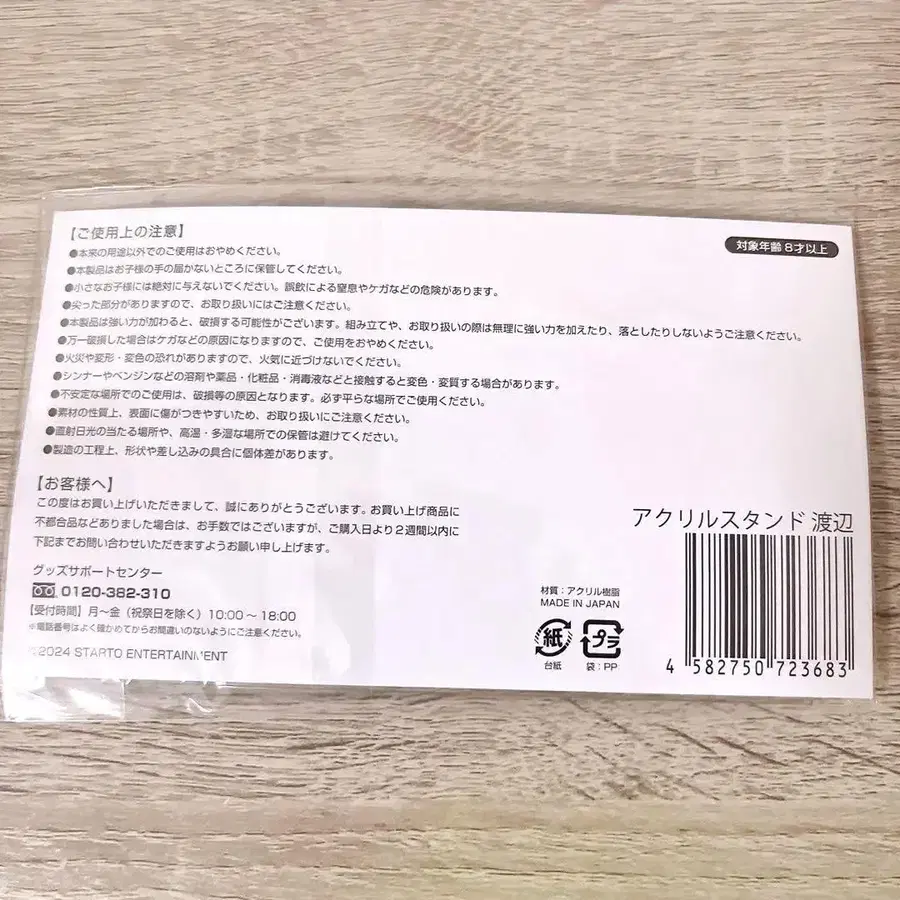 【ご使用上の注意】
対象年齢 8才以上
●本来の用途以外でのご使用はおやめください。
●本製品はお子様の手の届かないところに保管してください。
●小さなお子様には絶対に与えないでください。誤飲による窒息やケガなどの危険があります。
●尖った部分がありますので、お取り扱いにはご注意ください。
●本製品は強い力が加わると、破損する可能性がございます。組み立てや、お取り扱いの際は無理に強い力を加えたり、落としたりしないようご注意ください。
●万一破損した場合はケガなどの原因になりますので、ご使用をおやめください。
●火災や変形・変色の恐れがありますので、火気に近づけないでください。
●シンナーやベンジンなどの溶剤や薬品・化粧品・消毒液などと接触すると変色・変質する場合があります。
●不安定な場所でのご使用は、破損等の原因となります。必ず平らな場所でご使用ください。
●素材の性質上、表面に傷がつきやすいため、お取り扱いにご注意ください。
●直射日光の当たる場所や、高温・多湿な場所での保管は避けてください。
●製造の工程上、形状や差し込みの具合に個体差があります。
【お客様へ】
この度はお買い上げいただきまして、誠にありがとうございます。お買い上げ商品に
不都合品などありました場合は、お手数ではございますが、ご購入日より2週間以内に
下記までお問い合わせいただきますようお願い申し上げます。
グッズサポートセンター
0120-382-310
【受付時間】月~金(祝祭日を除く)10:00~18:00
※電話番号はよく確かめてからお間違いのないようにご注意ください。
©2024 STARTO ENTERTAINMENT
材質:アクリル樹脂
MADE IN JAPAN
紙
台紙
プラ
袋:PP
アクリルスタンド 渡辺
4 582750 723683